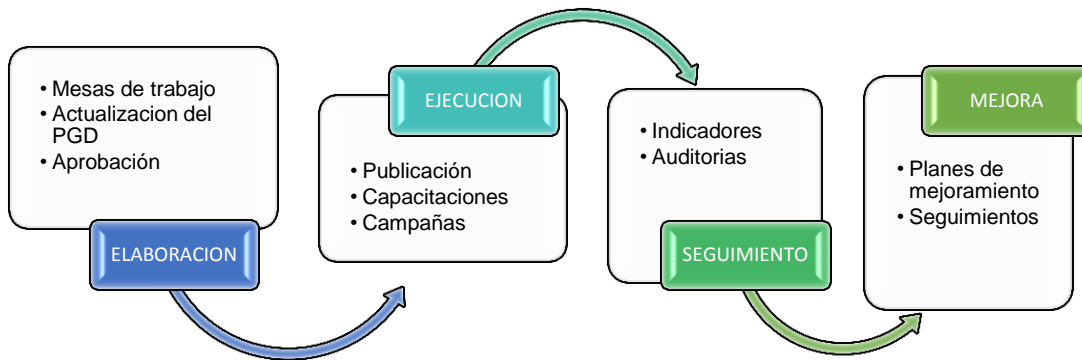 • Mesas de trabajo
• Actualizacion del
PGD
• Aprobación
ELABORACION
EJECUCION
• Publicación
• Capacitaciones
• Campañas
• Indicadores
• Auditorias
SEGUIMIENTO
MEJORA
• Planes de
mejoramiento
• Seguimientos